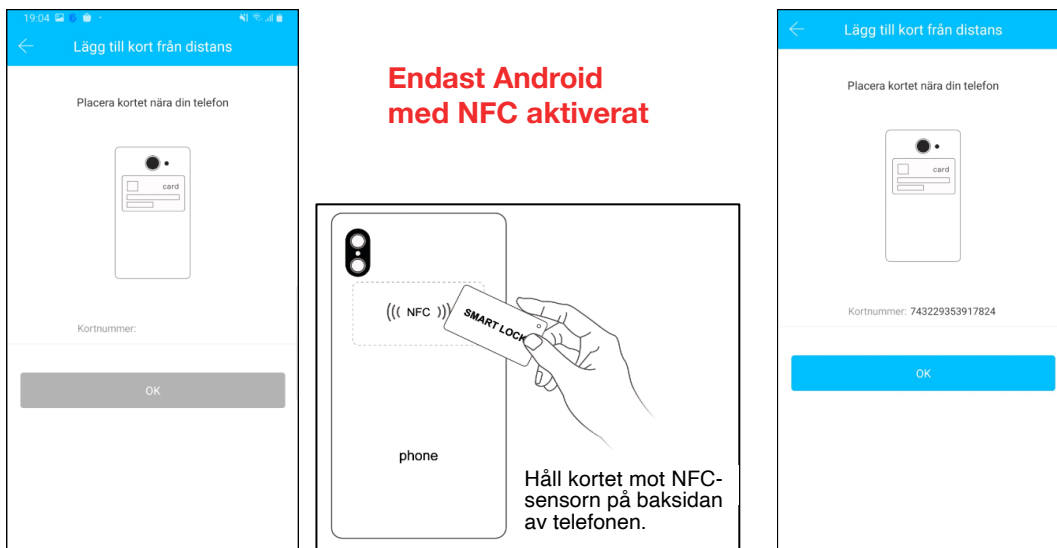 19:04
Lägg till kort från distans
Placera kortet nära din telefon
card
Kortnummer:
OK
Endast Android
med NFC aktiverat
NFC
SMART LOCK
phone
Håll kortet mot NFC-
sensorn på baksidan
av telefonen.
Lägg till kort från distans
Placera kortet nära din telefon
card
Kortnummer: 743229353917824
OK